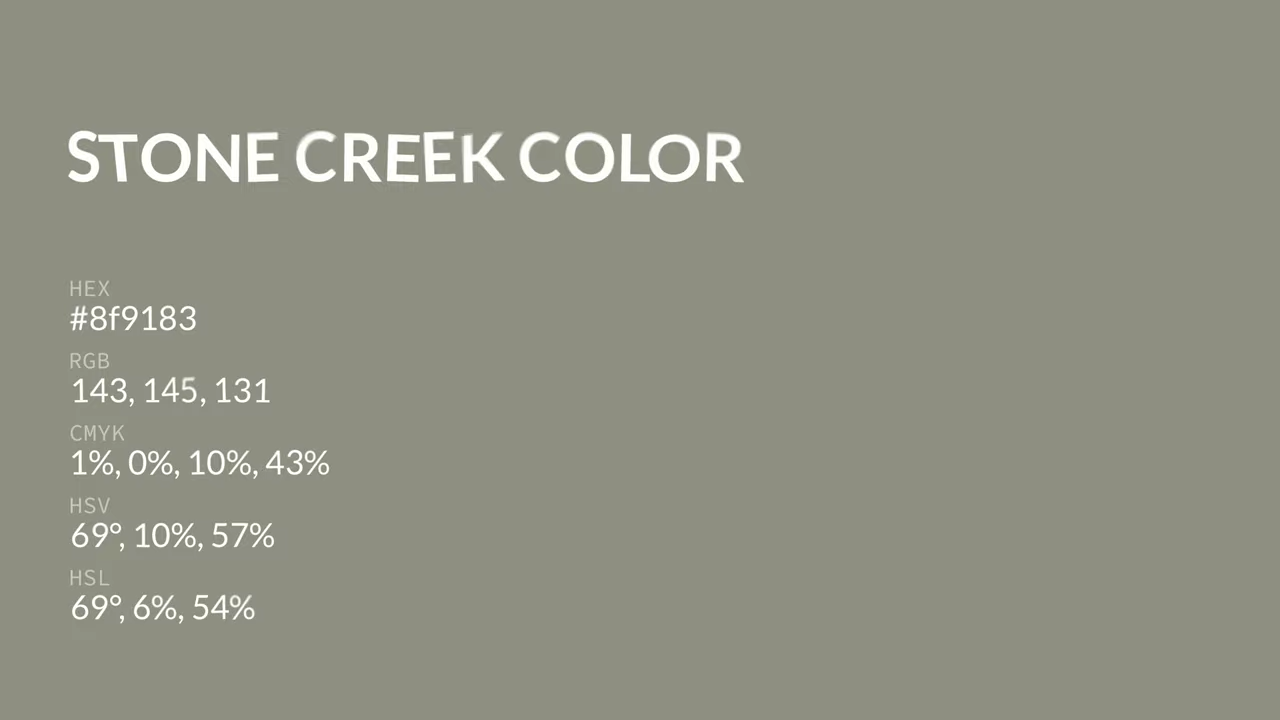 STONE CREEK COLOR
HEX
#8f9183
RGB
143, 145, 131
CMYK
1%, 0%, 10%, 43%
HSV
69°, 10%, 57%
HSL
69°, 6%, 54%